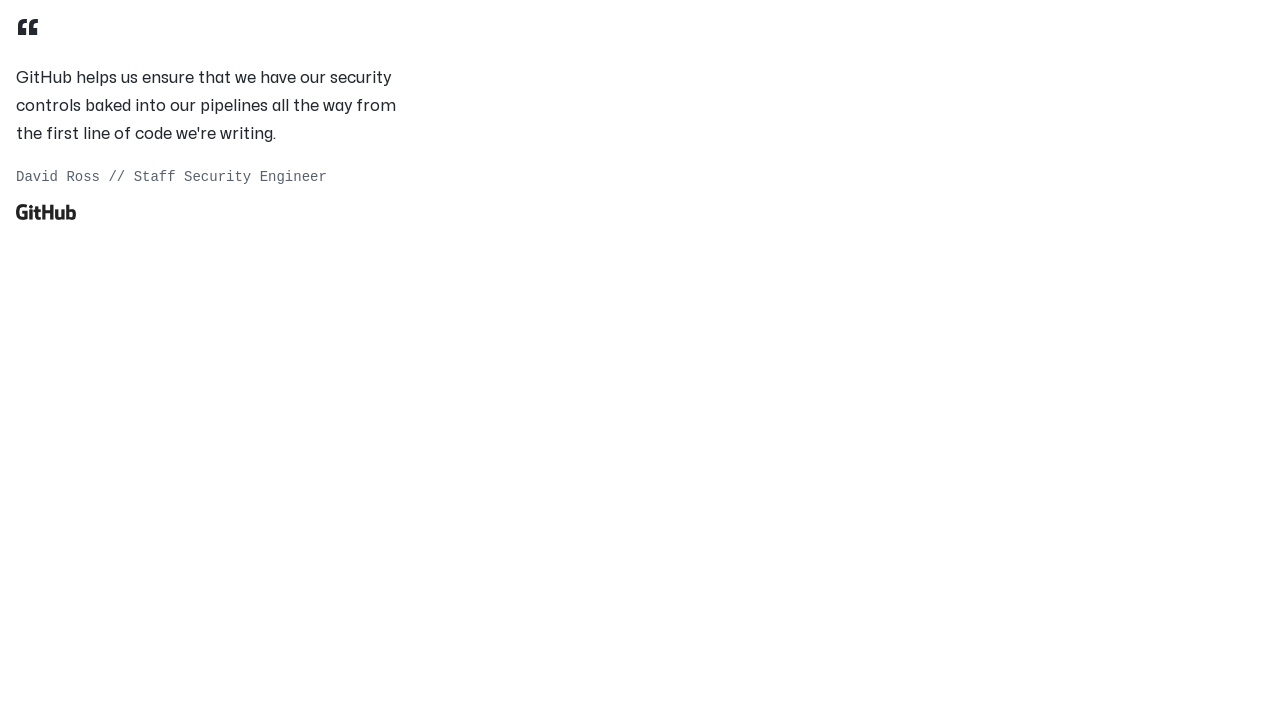 “
GitHub helps us ensure that we have our security
controls baked into our pipelines all the way from
the first line of code we're writing.
David Ross // Staff Security Engineer
GitHub